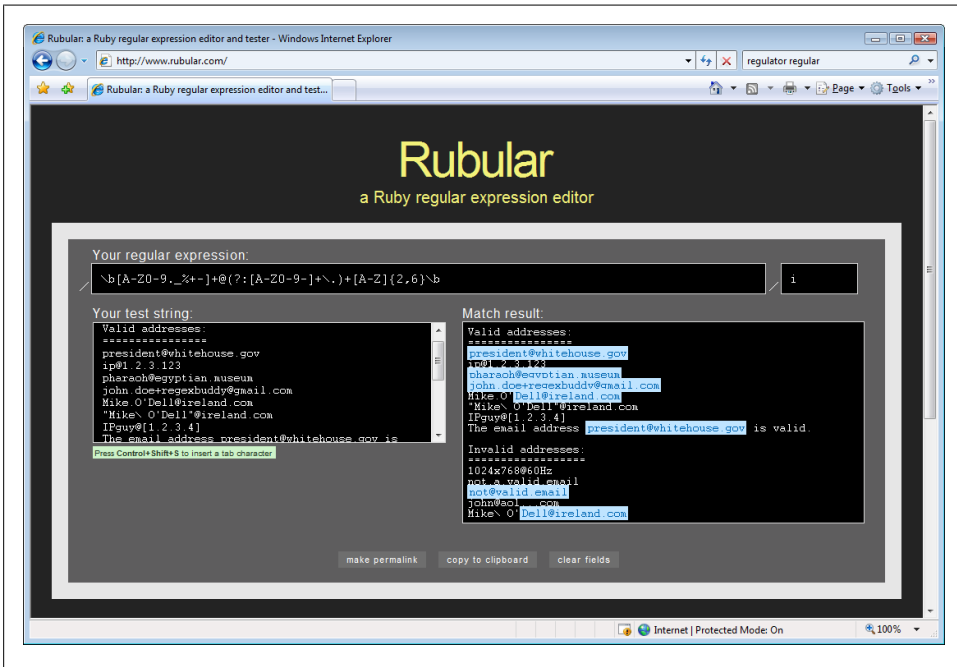 Rubular: a Ruby regular expression editor and tester - Windows Internet Explorer
http://www.rubular.com/
regulator regular
Rubular: a Ruby regular expression editor and test...
Page
Tools
Rubular
a Ruby regular expression editor
Your regular expression:
/ \b[A-Z0-9._%+-]+@(?:[A-Z0-9-]+\.)+[A-Z]{2,6}\b / i
Your test string:
Valid addresses:
================
president@whitehouse.gov
ip@1.2.3.123
pharaoh@egyptian.museum
john.doe+regexbuddy@gmail.com
Mike.O'Dell@ireland.com
"Mike\ O'Dell"@ireland.com
IPguy@[1.2.3.4]
The email address president@whitehouse.gov is
Press Control+Shift+S to insert a tab character
Match result:
Valid addresses:
================
president@whitehouse.gov
ip@1.2.3.123
pharaoh@egyptian.museum
john.doe+regexbuddy@gmail.com
Mike.O'Dell@ireland.com
"Mike\ O'Dell"@ireland.com
IPguy@[1.2.3.4]
The email address president@whitehouse.gov is valid.
Invalid addresses:
==================
1024x768@60Hz
not.a.valid.email
not@valid.email
john@aol...com
Mike\ O'Dell@ireland.com
make permalink
copy to clipboard
clear fields
Internet | Protected Mode: On
100%